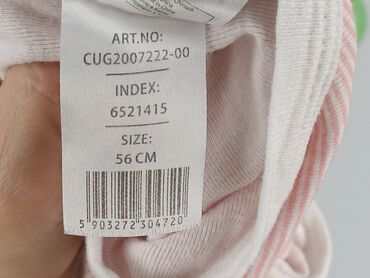 ART.NO:
CUG2007222-00
INDEX:
6521415
SIZE:
56 CM
5 903272 304720